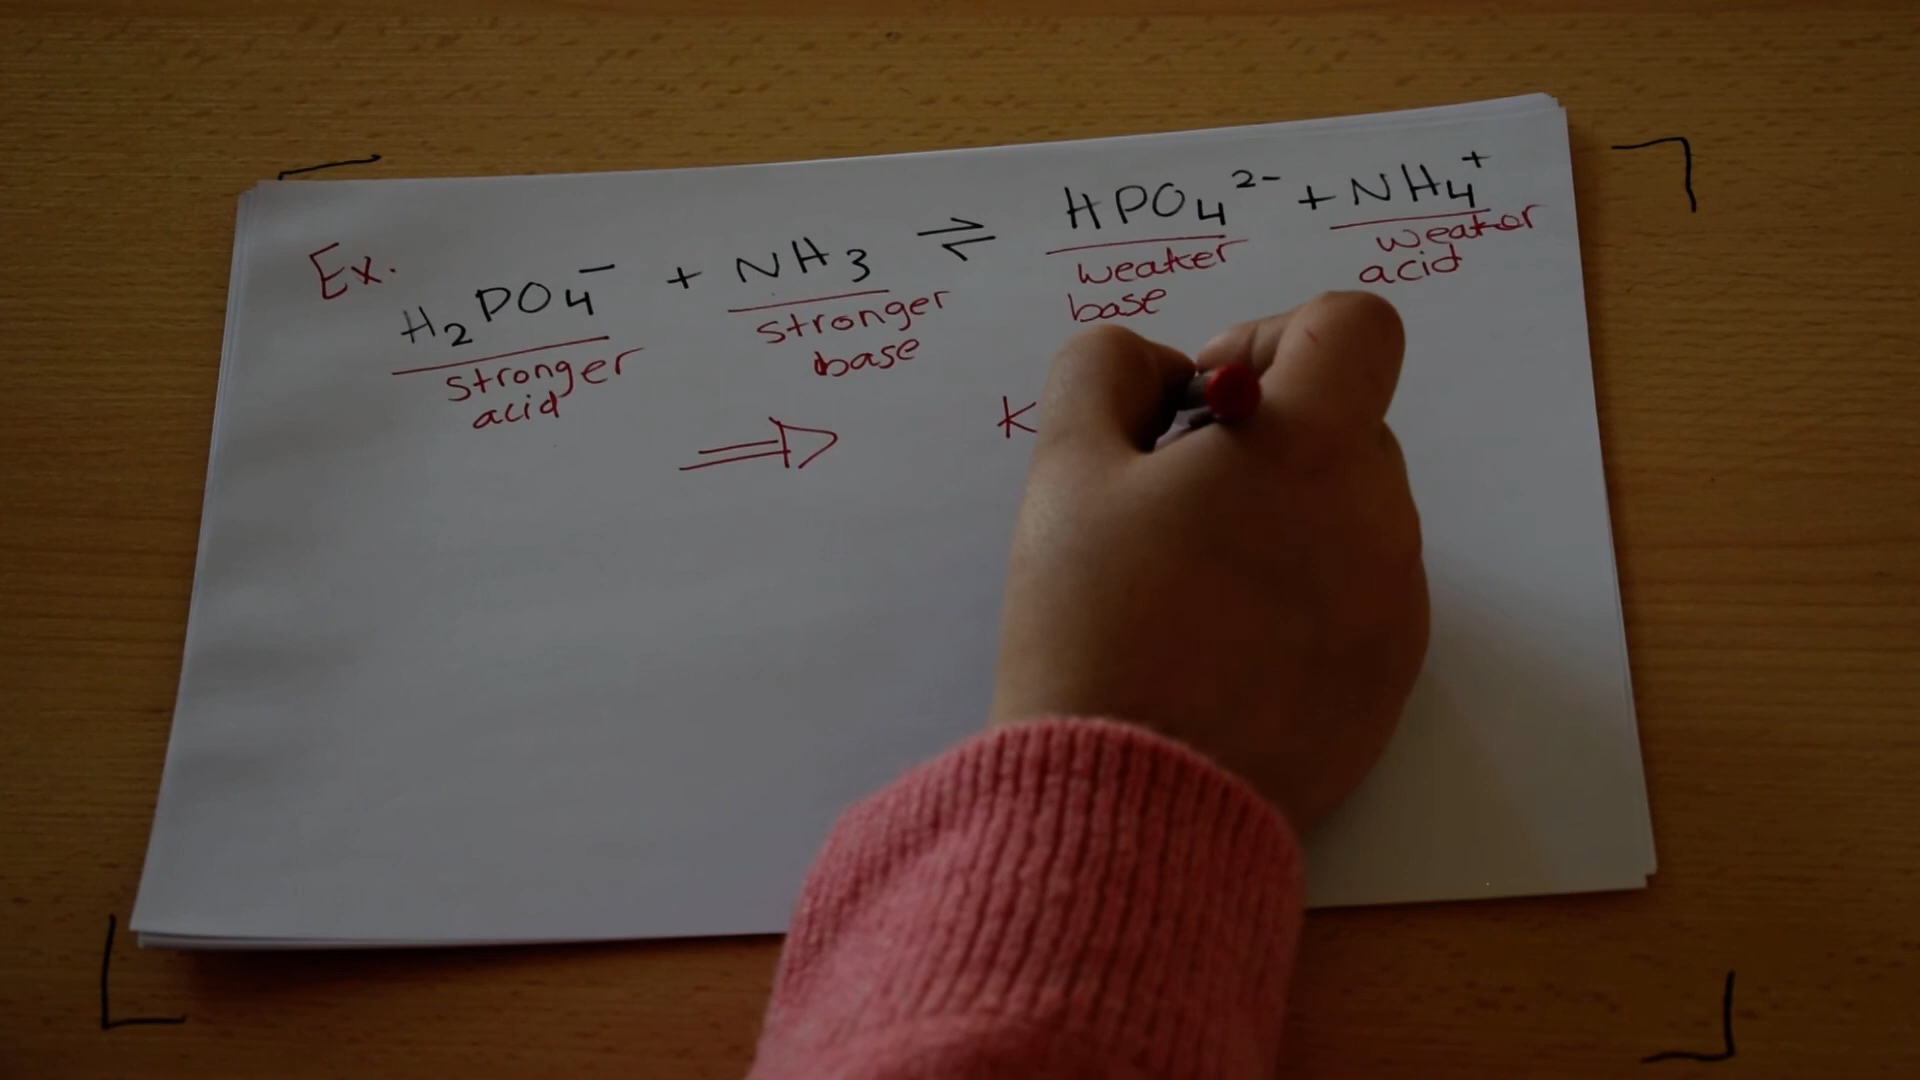 Ex.
H₂PO₄⁻ + NH₃ ⇌ HPO₄²⁻ + NH₄⁺
stronger acid
stronger base
weaker base
weaker acid
⇒ K